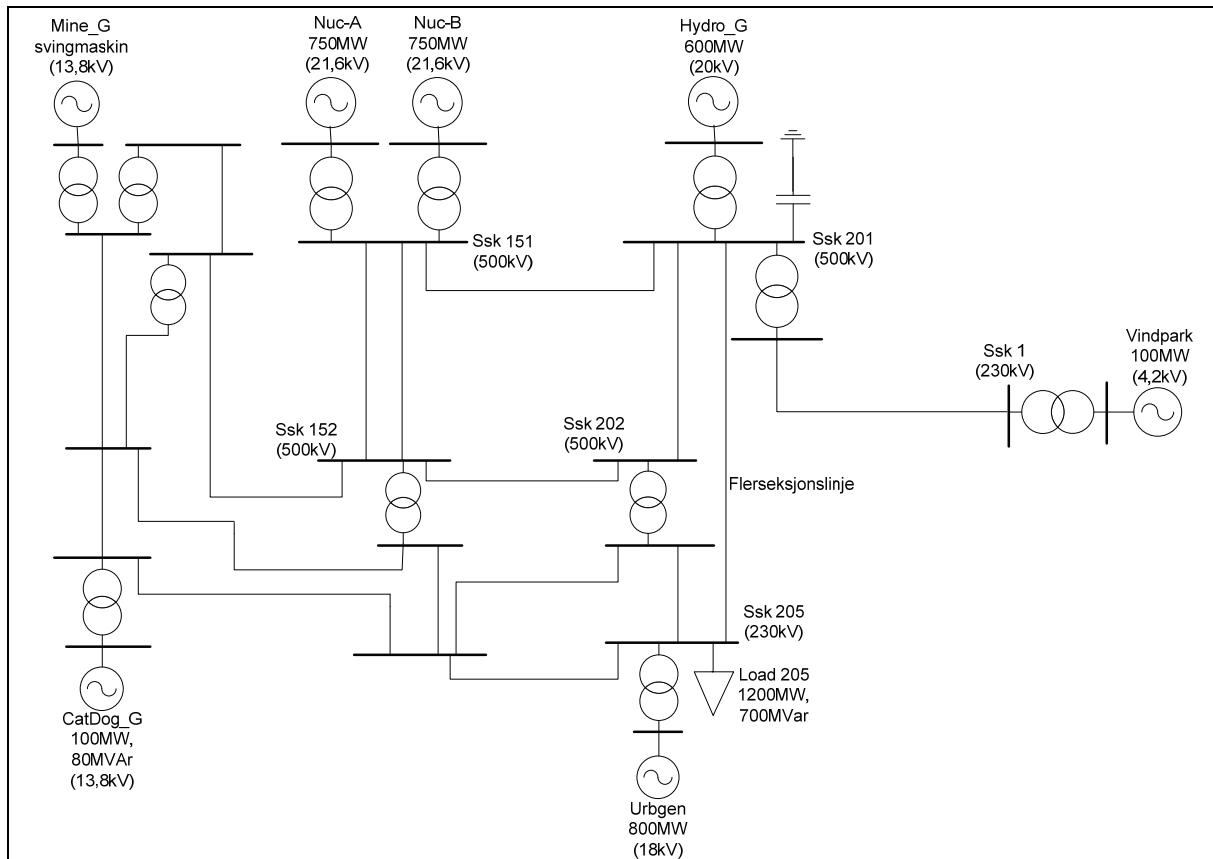 Mine_G
svingmaskin
(13,8kV)
Nuc-A
750MW
(21,6kV)
Nuc-B
750MW
(21,6kV)
Hydro_G
600MW
(20kV)
Ssk 151
(500kV)
Ssk 201
(500kV)
Ssk 1
(230kV)
Vindpark
100MW
(4,2kV)
Ssk 152
(500kV)
Ssk 202
(500kV)
Flerseksjonslinje
Ssk 205
(230kV)
Load 205
1200MW,
700MVar
CatDog_G
100MW,
80MVAr
(13,8kV)
Urbgen
800MW
(18kV)